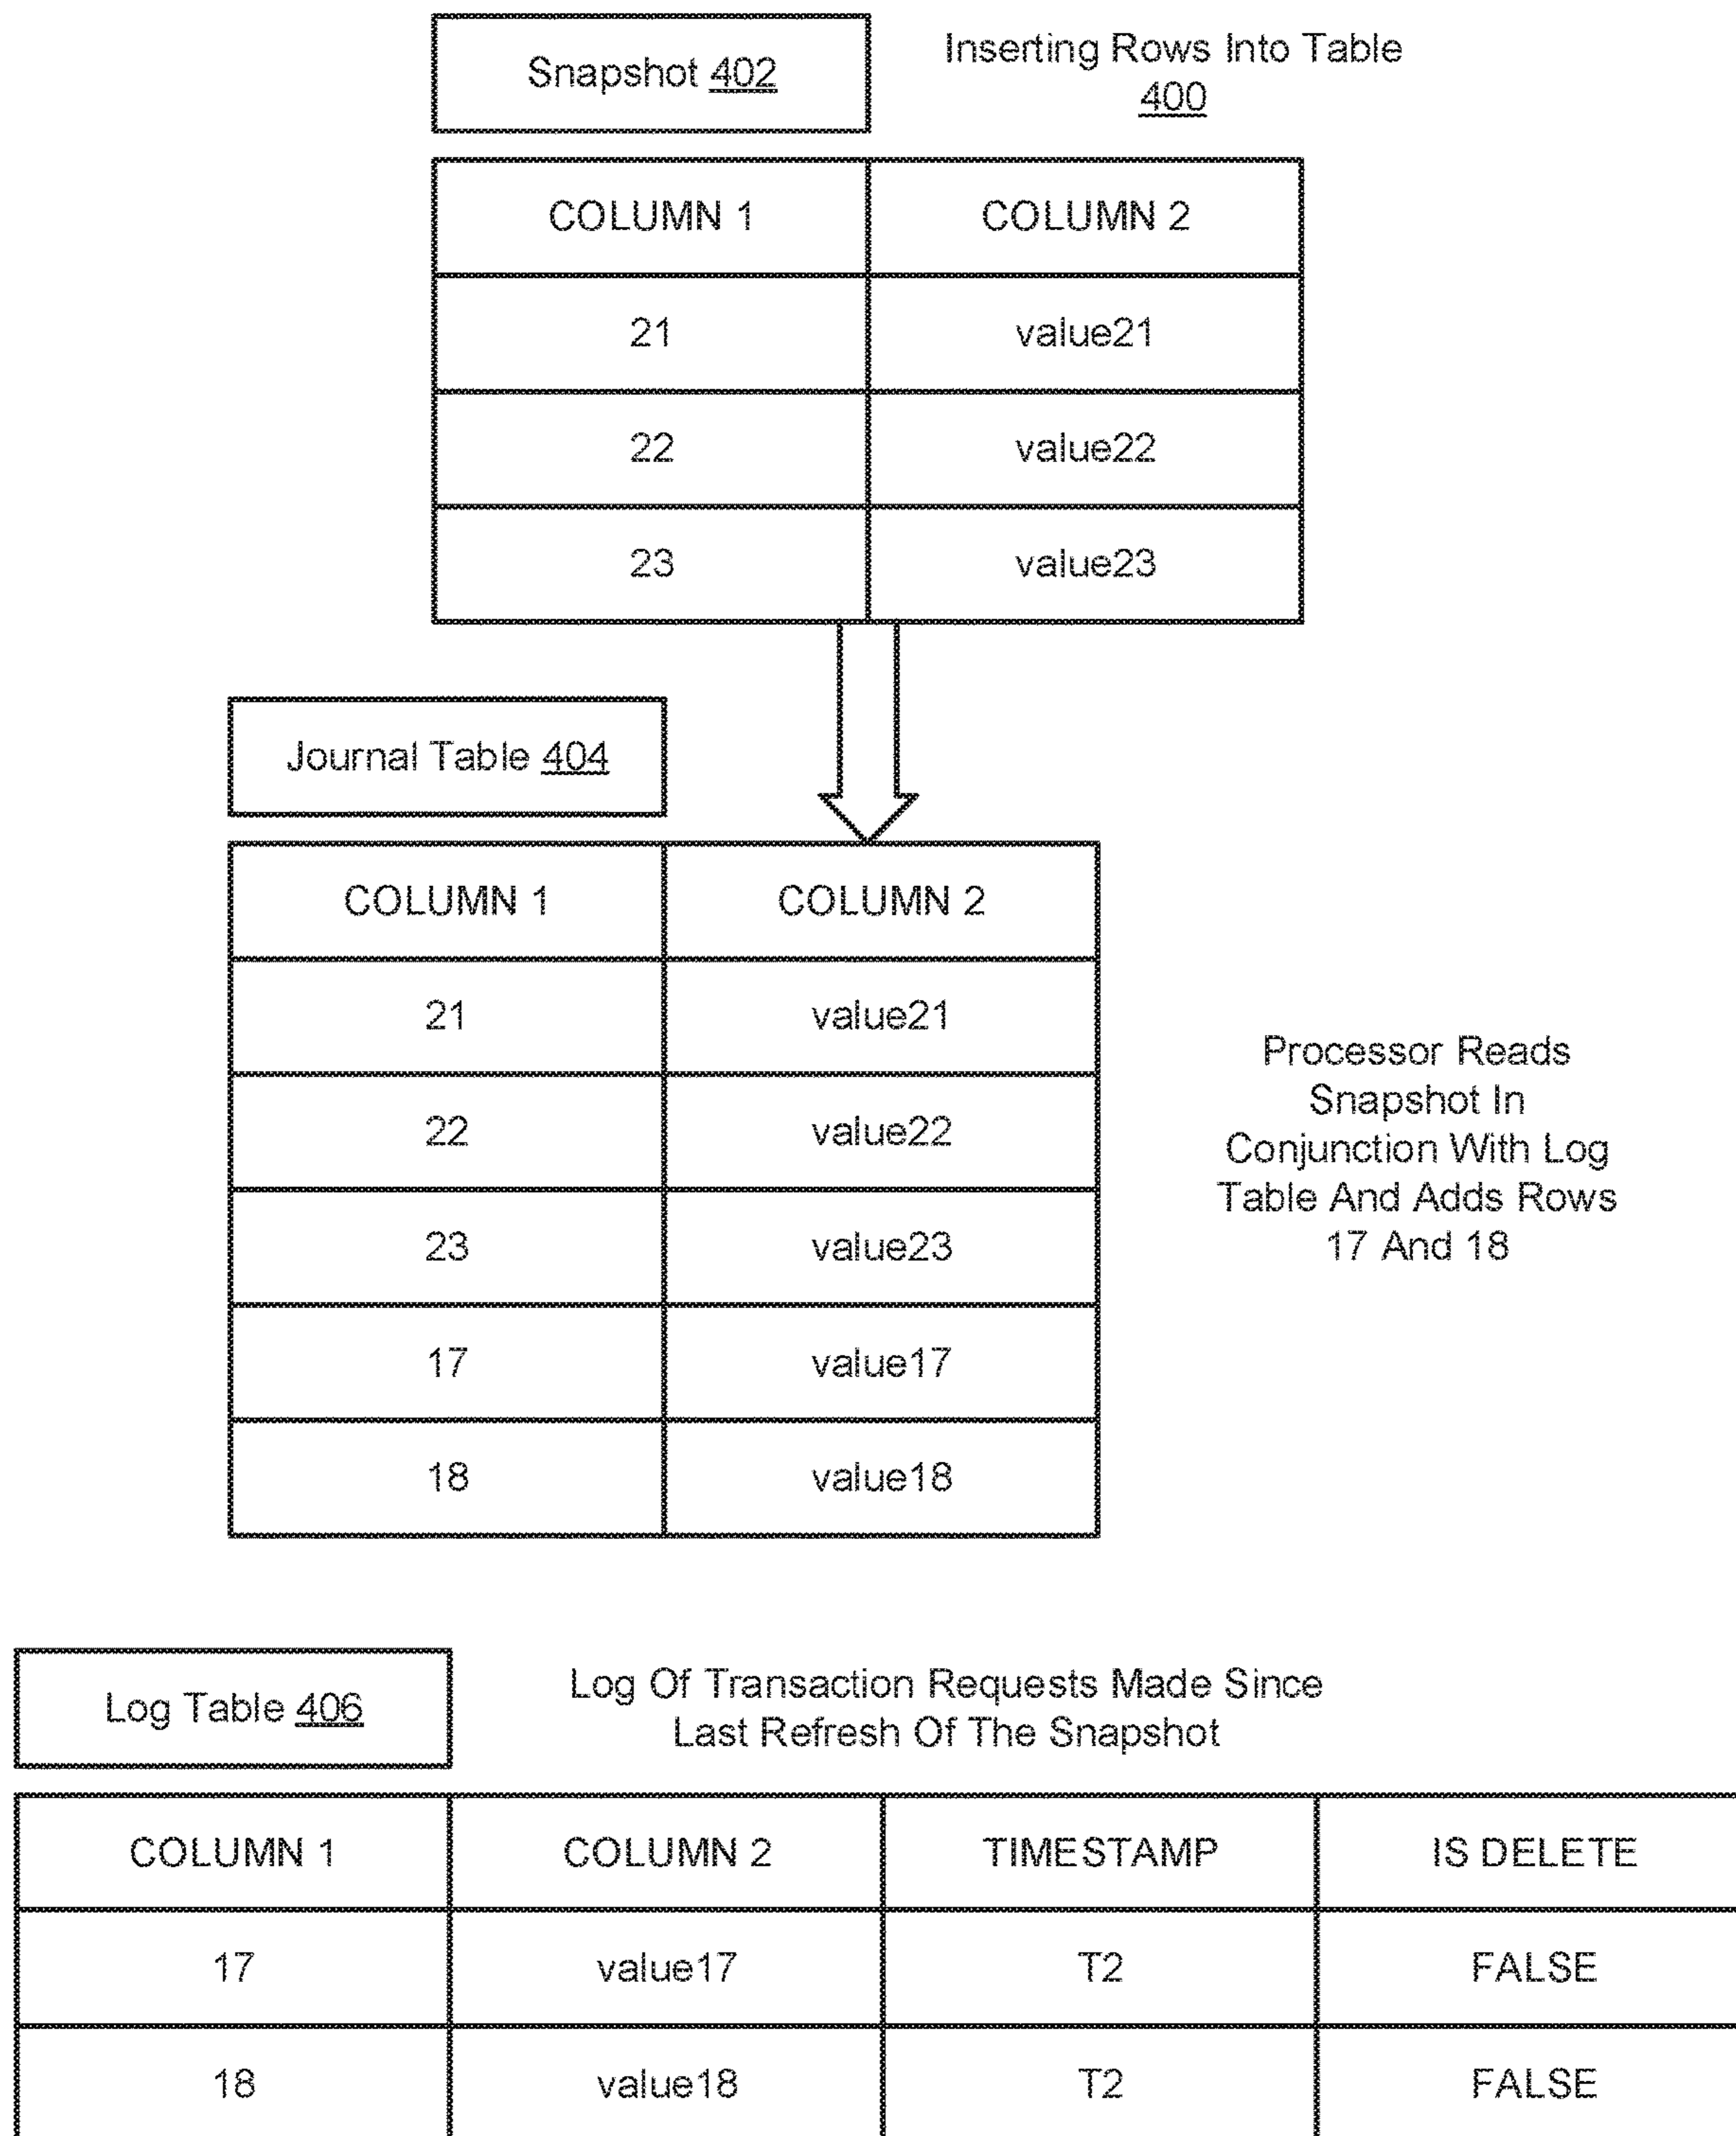 Snapshot 402
Inserting Rows Into Table
400
COLUMN 1 COLUMN 2
21 value21
22 value22
23 value23
Journal Table 404
COLUMN 1 COLUMN 2
21 value21
22 value22
23 value23
17 value17
18 value18
Processor Reads
Snapshot In
Conjunction With Log
Table And Adds Rows
17 And 18
Log Table 406
Log Of Transaction Requests Made Since
Last Refresh Of The Snapshot
COLUMN 1 COLUMN 2 TIMESTAMP IS DELETE
17 value17 T2 FALSE
18 value18 T2 FALSE